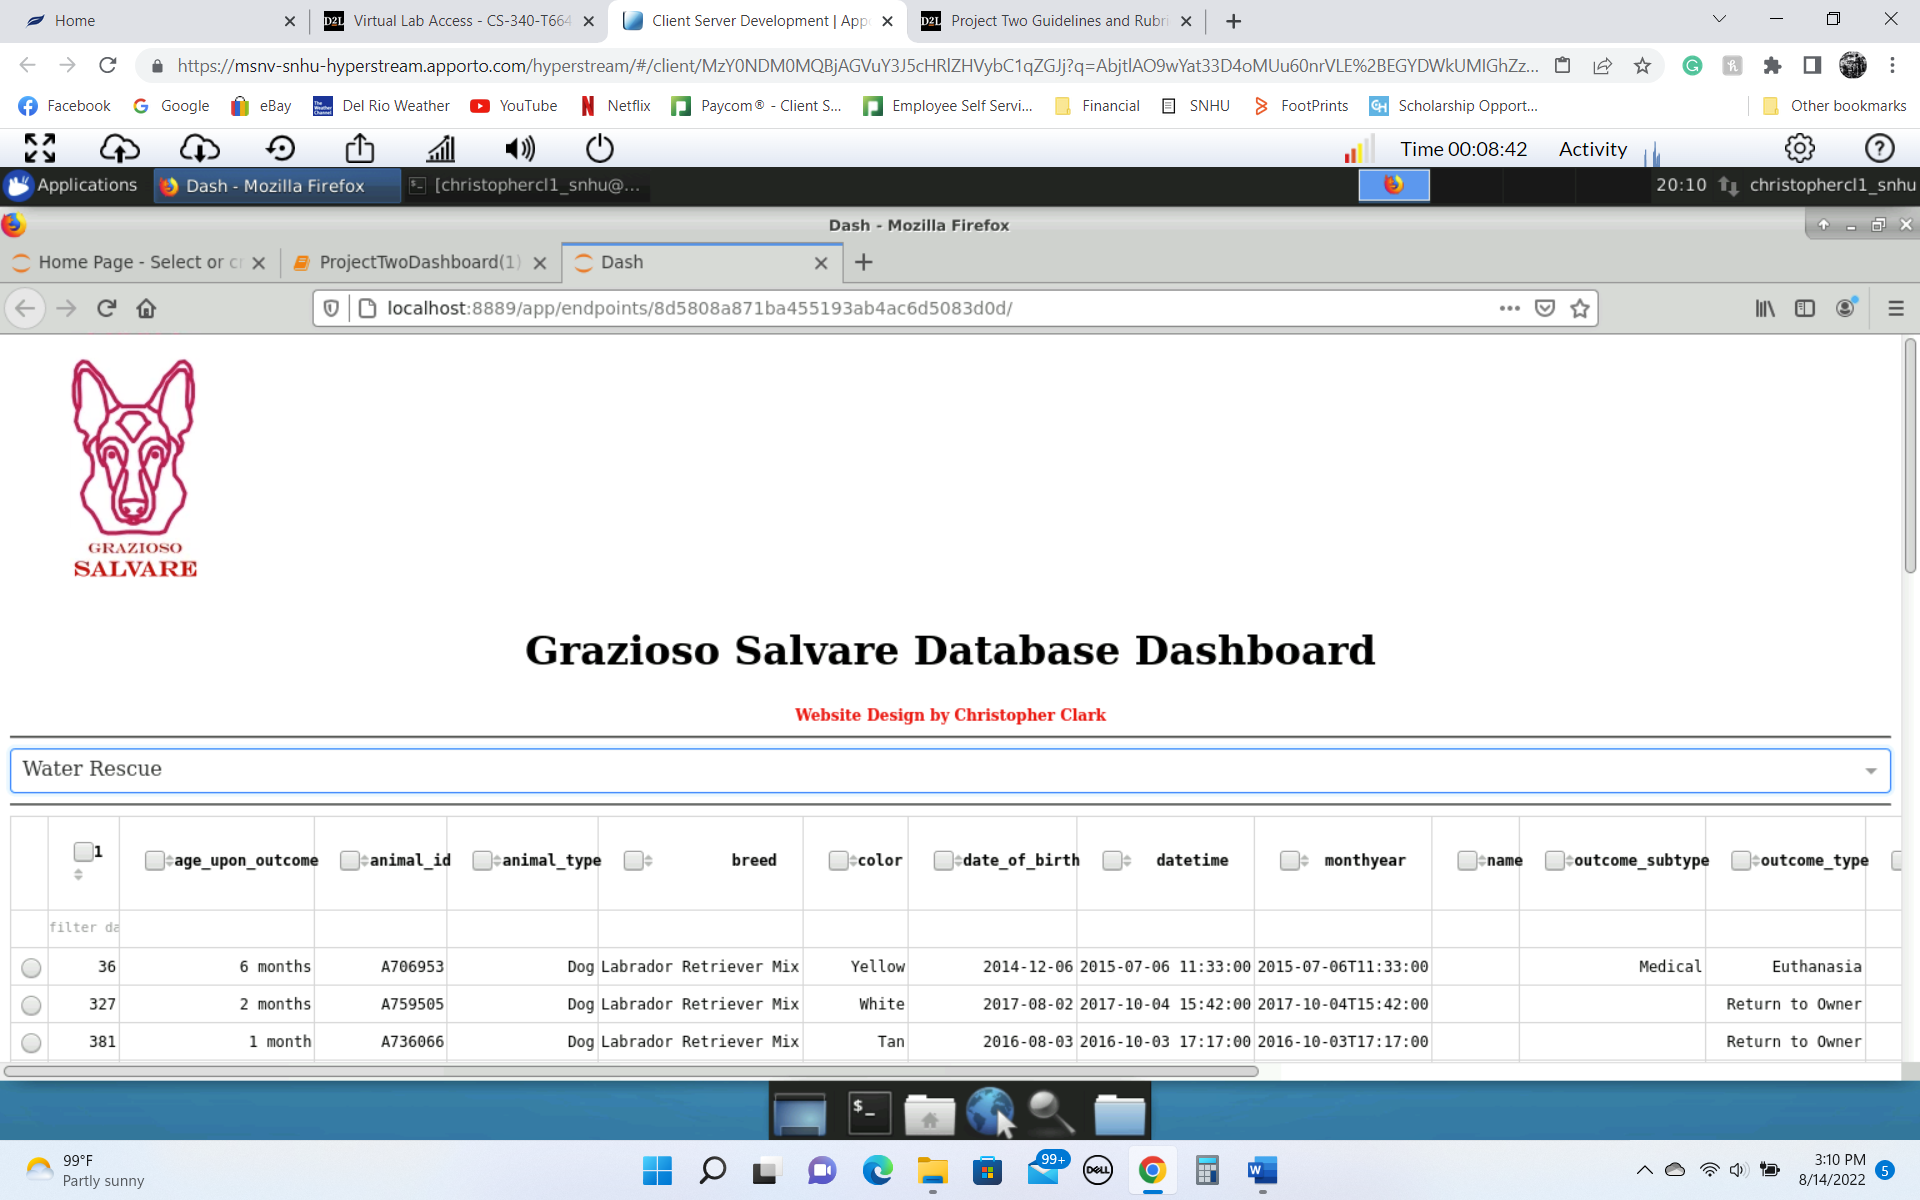 Home
Virtual Lab Access - CS-340-T664
Client Server Development | Appo
Project Two Guidelines and Rubri
https://msnv-snhu-hyperstream.apporto.com/hyperstream/#/client/MzY0NDM0MQBjAGVuY3J5cHRlZHVybC1qZGJj?q=AbjtlAO9wYat33D4oMUu60nrVLE%2BEGYDWkUMIGhZz...
Facebook
Google
eBay
Del Rio Weather
YouTube
Netflix
Paycom® - Client S...
Employee Self Servi...
Financial
SNHU
FootPrints
Scholarship Opport...
Other bookmarks
Time 00:08:42
Activity
Applications
Dash - Mozilla Firefox
[christophercl1_snhu@...
20:10
christophercl1_snhu
Dash - Mozilla Firefox
Home Page - Select or cr
ProjectTwoDashboard(1)
Dash
localhost:8889/app/endpoints/8d5808a871ba455193ab4ac6d5083d0d/
GRAZIOSO
SALVARE
Grazioso Salvare Database Dashboard
Website Design by Christopher Clark
Water Rescue
1 age_upon_outcome animal_id animal_type breed color date_of_birth datetime monthyear name outcome_subtype outcome_type
filter da
36 6 months A706953 Dog Labrador Retriever Mix Yellow 2014-12-06 2015-07-06 11:33:00 2015-07-06T11:33:00 Medical Euthanasia
327 2 months A759505 Dog Labrador Retriever Mix White 2017-08-02 2017-10-04 15:42:00 2017-10-04T15:42:00 Return to Owner
381 1 month A736066 Dog Labrador Retriever Mix Tan 2016-08-03 2016-10-03 17:17:00 2016-10-03T17:17:00 Return to Owner
$_
99°F
Partly sunny
99+
DELL
W
3:10 PM
8/14/2022
5